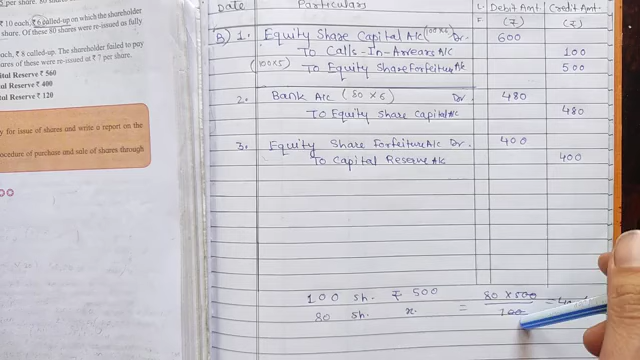 per share. 80 sha
₹ 10 each, ₹ 6 called-up on which the shareholder
share. Of these 80 shares were re-issued as fully
each, ₹ 8 called-up. The shareholder failed to pay
ares of these were re-issued at ₹ 7 per share.
ital Reserve ₹ 560
al Reserve ₹ 400
al Reserve ₹ 120
y for issue of shares and write a report on the
ocedure of purchase and sale of shares through
Date Particulars L. F Debit Amt. (₹) Credit Amt. (₹)
B) 1. Equity Share Capital A/c (100×6) Dr. 600
To Calls-In-Arrears A/c 100
(100×5) To Equity Share Forfeiture A/c 500
2. Bank A/c (80 × 6) Dr. 480
To Equity Share Capital A/c 480
3. Equity Share Forfeiture A/c Dr. 400
To Capital Reserve A/c 400
100 sh. ₹ 500
80 sh. x. = 80 × 500 / 100